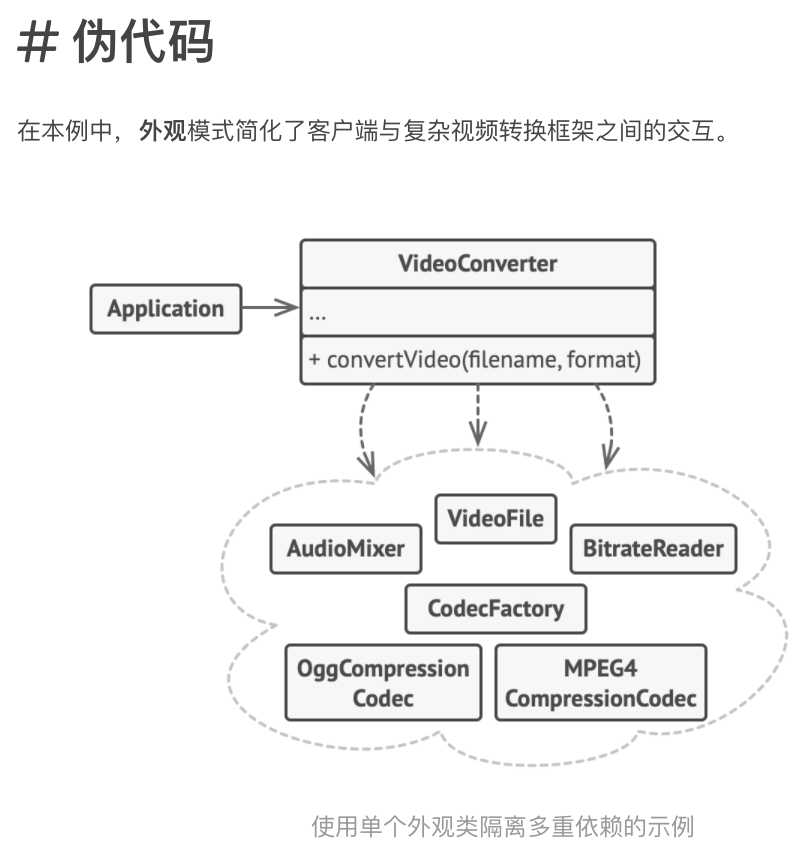 # 伪代码
在本例中，外观模式简化了客户端与复杂视频转换框架之间的交互。
VideoConverter
Application
...
+ convertVideo(filename, format)
VideoFile
AudioMixer
BitrateReader
CodecFactory
OggCompression
Codec
MPEG4
CompressionCodec
使用单个外观类隔离多重依赖的示例